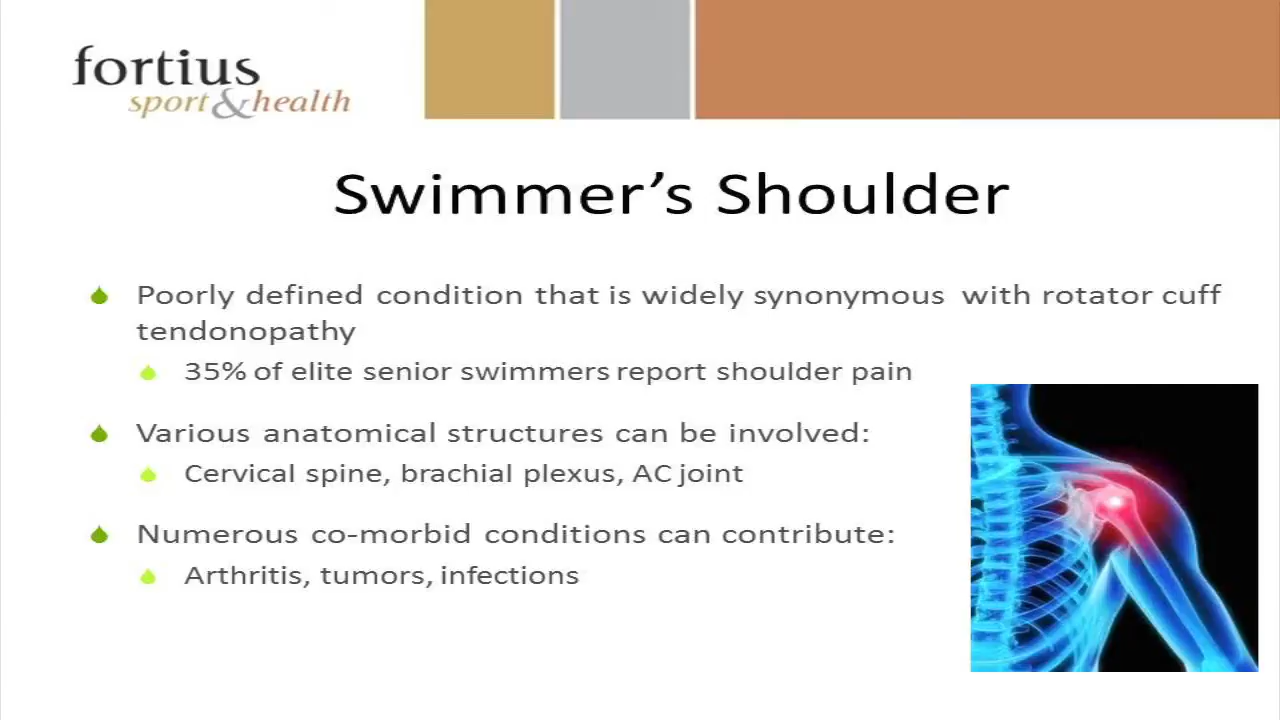 fortius
sport&health
Swimmer's Shoulder
Poorly defined condition that is widely synonymous with rotator cuff
tendonopathy
35% of elite senior swimmers report shoulder pain
Various anatomical structures can be involved:
Cervical spine, brachial plexus, AC joint
Numerous co-morbid conditions can contribute:
Arthritis, tumors, infections